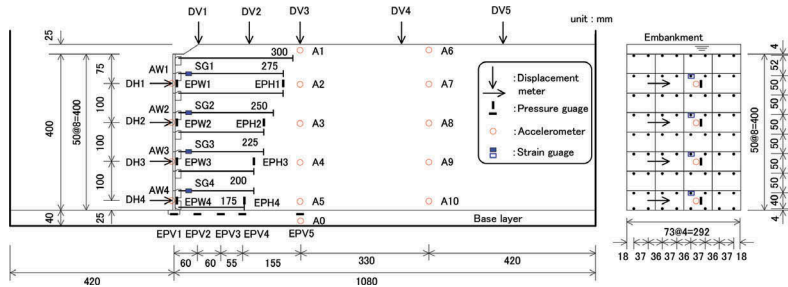 DV1 DV2 DV3 DV4 DV5
unit : mm
25
300 A1 A6
75 AW1 SG1 275
DH1 EPW1 EPH1 A2 A7
100
AW2 SG2 250
DH2 EPW2 EPH2 A3 A8
400 50@8=400 100
AW3 SG3 225
DH3 EPW3 EPH3 A4 A9
100
AW4 SG4 200
DH4 EPW4 175 EPH4 A5 A10
40 25 A0 Base layer
EPV1 EPV2 EPV3 EPV4 EPV5
60 60 55 155 330 420
420 1080
:Displacement
meter
:Pressure guage
:Accelerometer
:Strain guage
Embankment
4
52
50
50
50
50
50
50
40
4
50@8=400
73@4=292
18 37 36 37 36 37 36 37 18